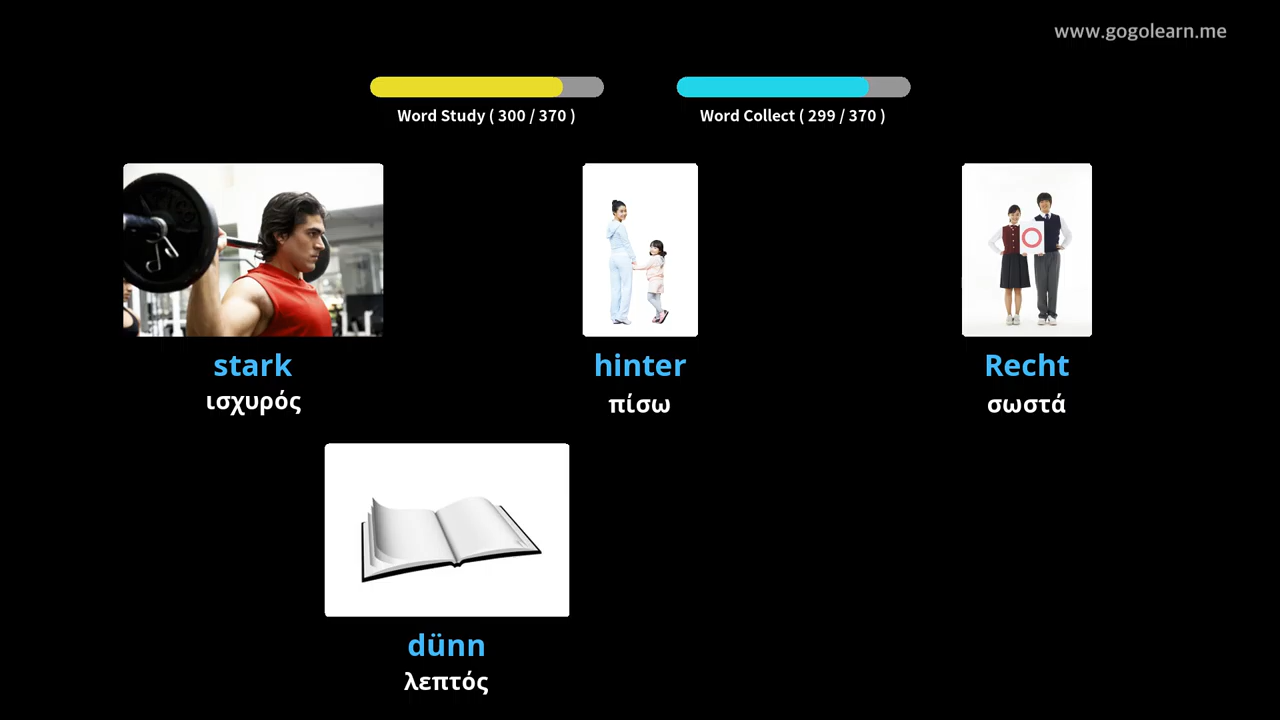 www.gogolearn.me
Word Study ( 300 / 370 )
Word Collect ( 299 / 370 )
stark
ισχυρός
hinter
πίσω
Recht
σωστά
dünn
λεπτός